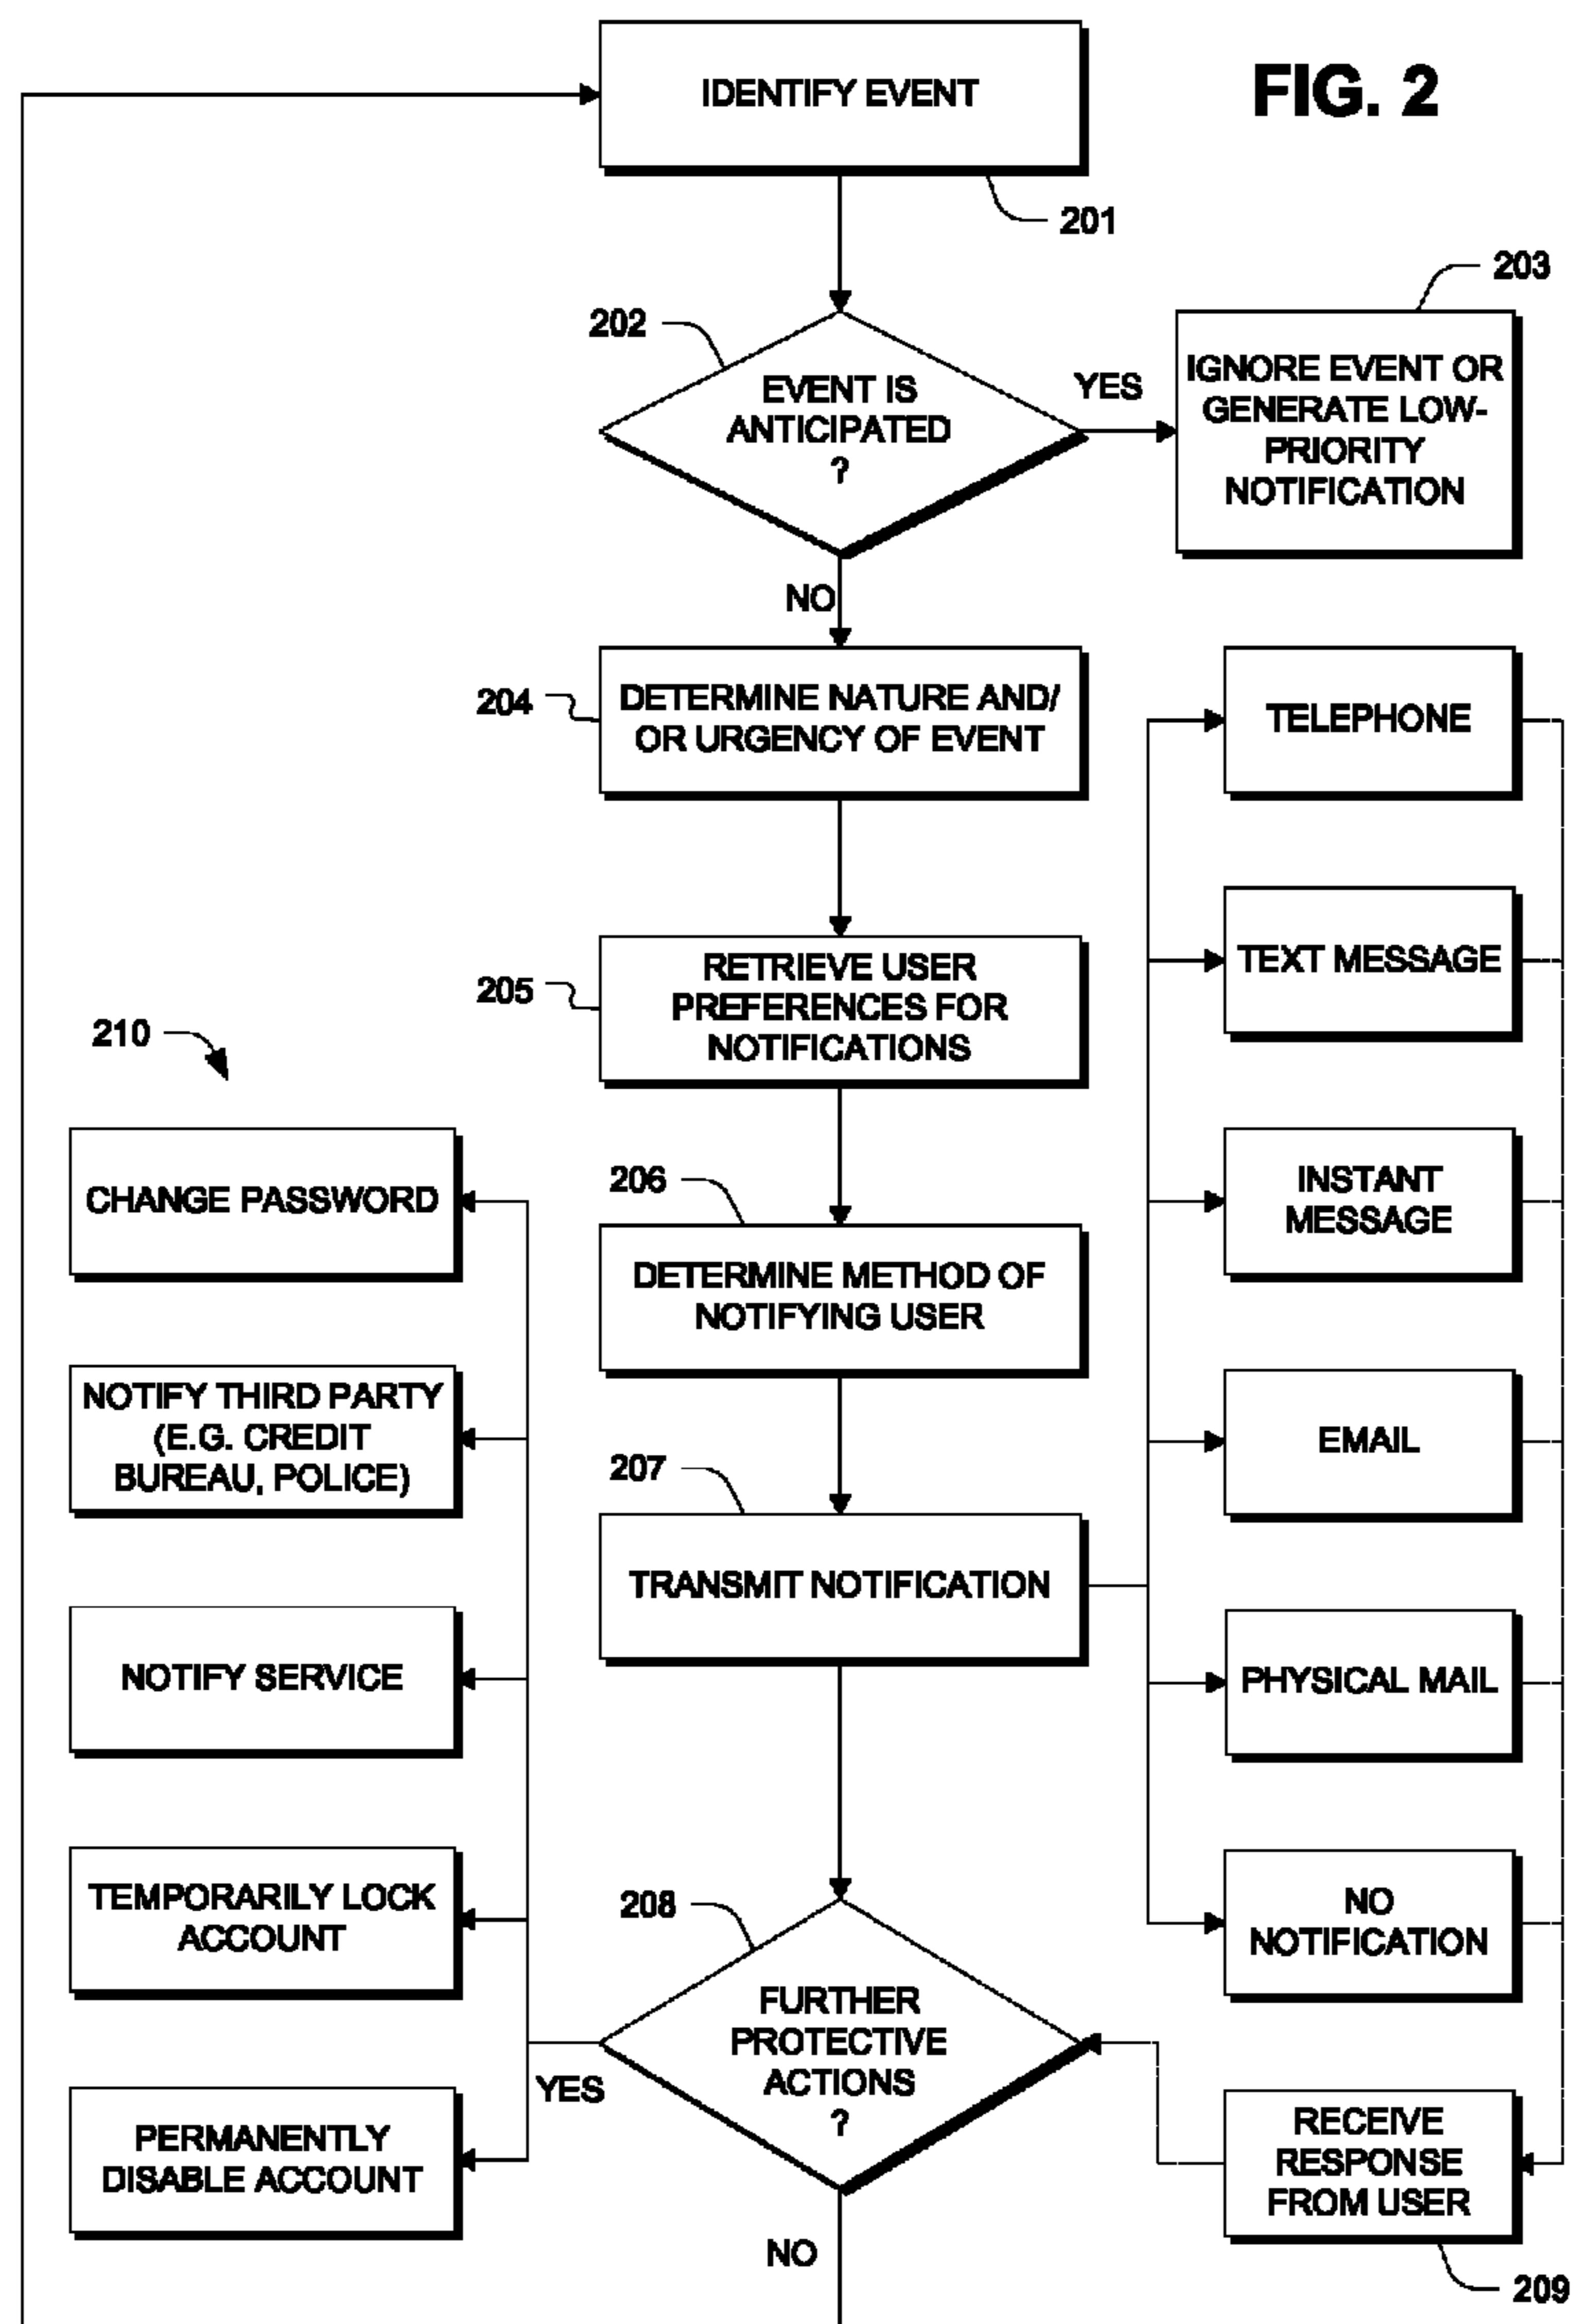 FIG. 2
IDENTIFY EVENT
201
202
EVENT IS
ANTICIPATED
?
YES
203
IGNORE EVENT OR
GENERATE LOW-
PRIORITY
NOTIFICATION
NO
204
DETERMINE NATURE AND/
OR URGENCY OF EVENT
205
RETRIEVE USER
PREFERENCES FOR
NOTIFICATIONS
206
DETERMINE METHOD OF
NOTIFYING USER
207
TRANSMIT NOTIFICATION
TELEPHONE
TEXT MESSAGE
INSTANT
MESSAGE
EMAIL
PHYSICAL MAIL
NO
NOTIFICATION
RECEIVE
RESPONSE
FROM USER
209
208
FURTHER
PROTECTIVE
ACTIONS
?
YES
NO
210
CHANGE PASSWORD
NOTIFY THIRD PARTY
(E.G. CREDIT
BUREAU, POLICE)
NOTIFY SERVICE
TEMPORARILY LOCK
ACCOUNT
PERMANENTLY
DISABLE ACCOUNT